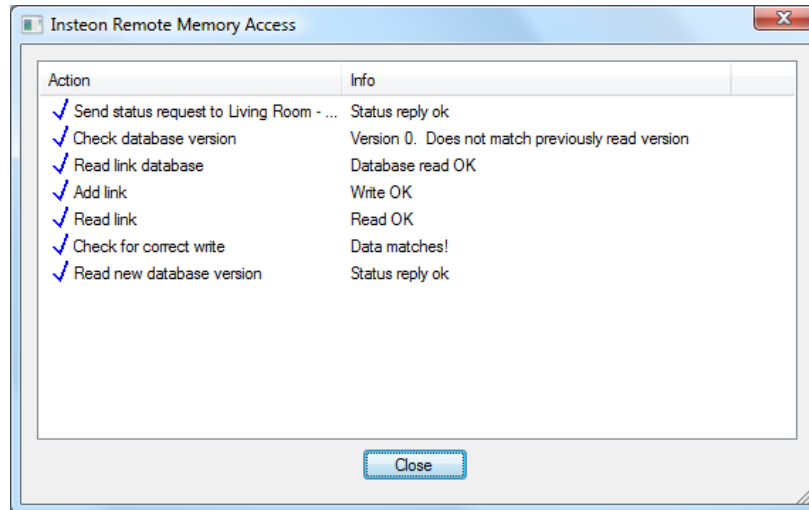 Insteon Remote Memory Access
Action Info
Send status request to Living Room - ... Status reply ok
Check database version Version 0.  Does not match previously read version
Read link database Database read OK
Add link Write OK
Read link Read OK
Check for correct write Data matches!
Read new database version Status reply ok
Close